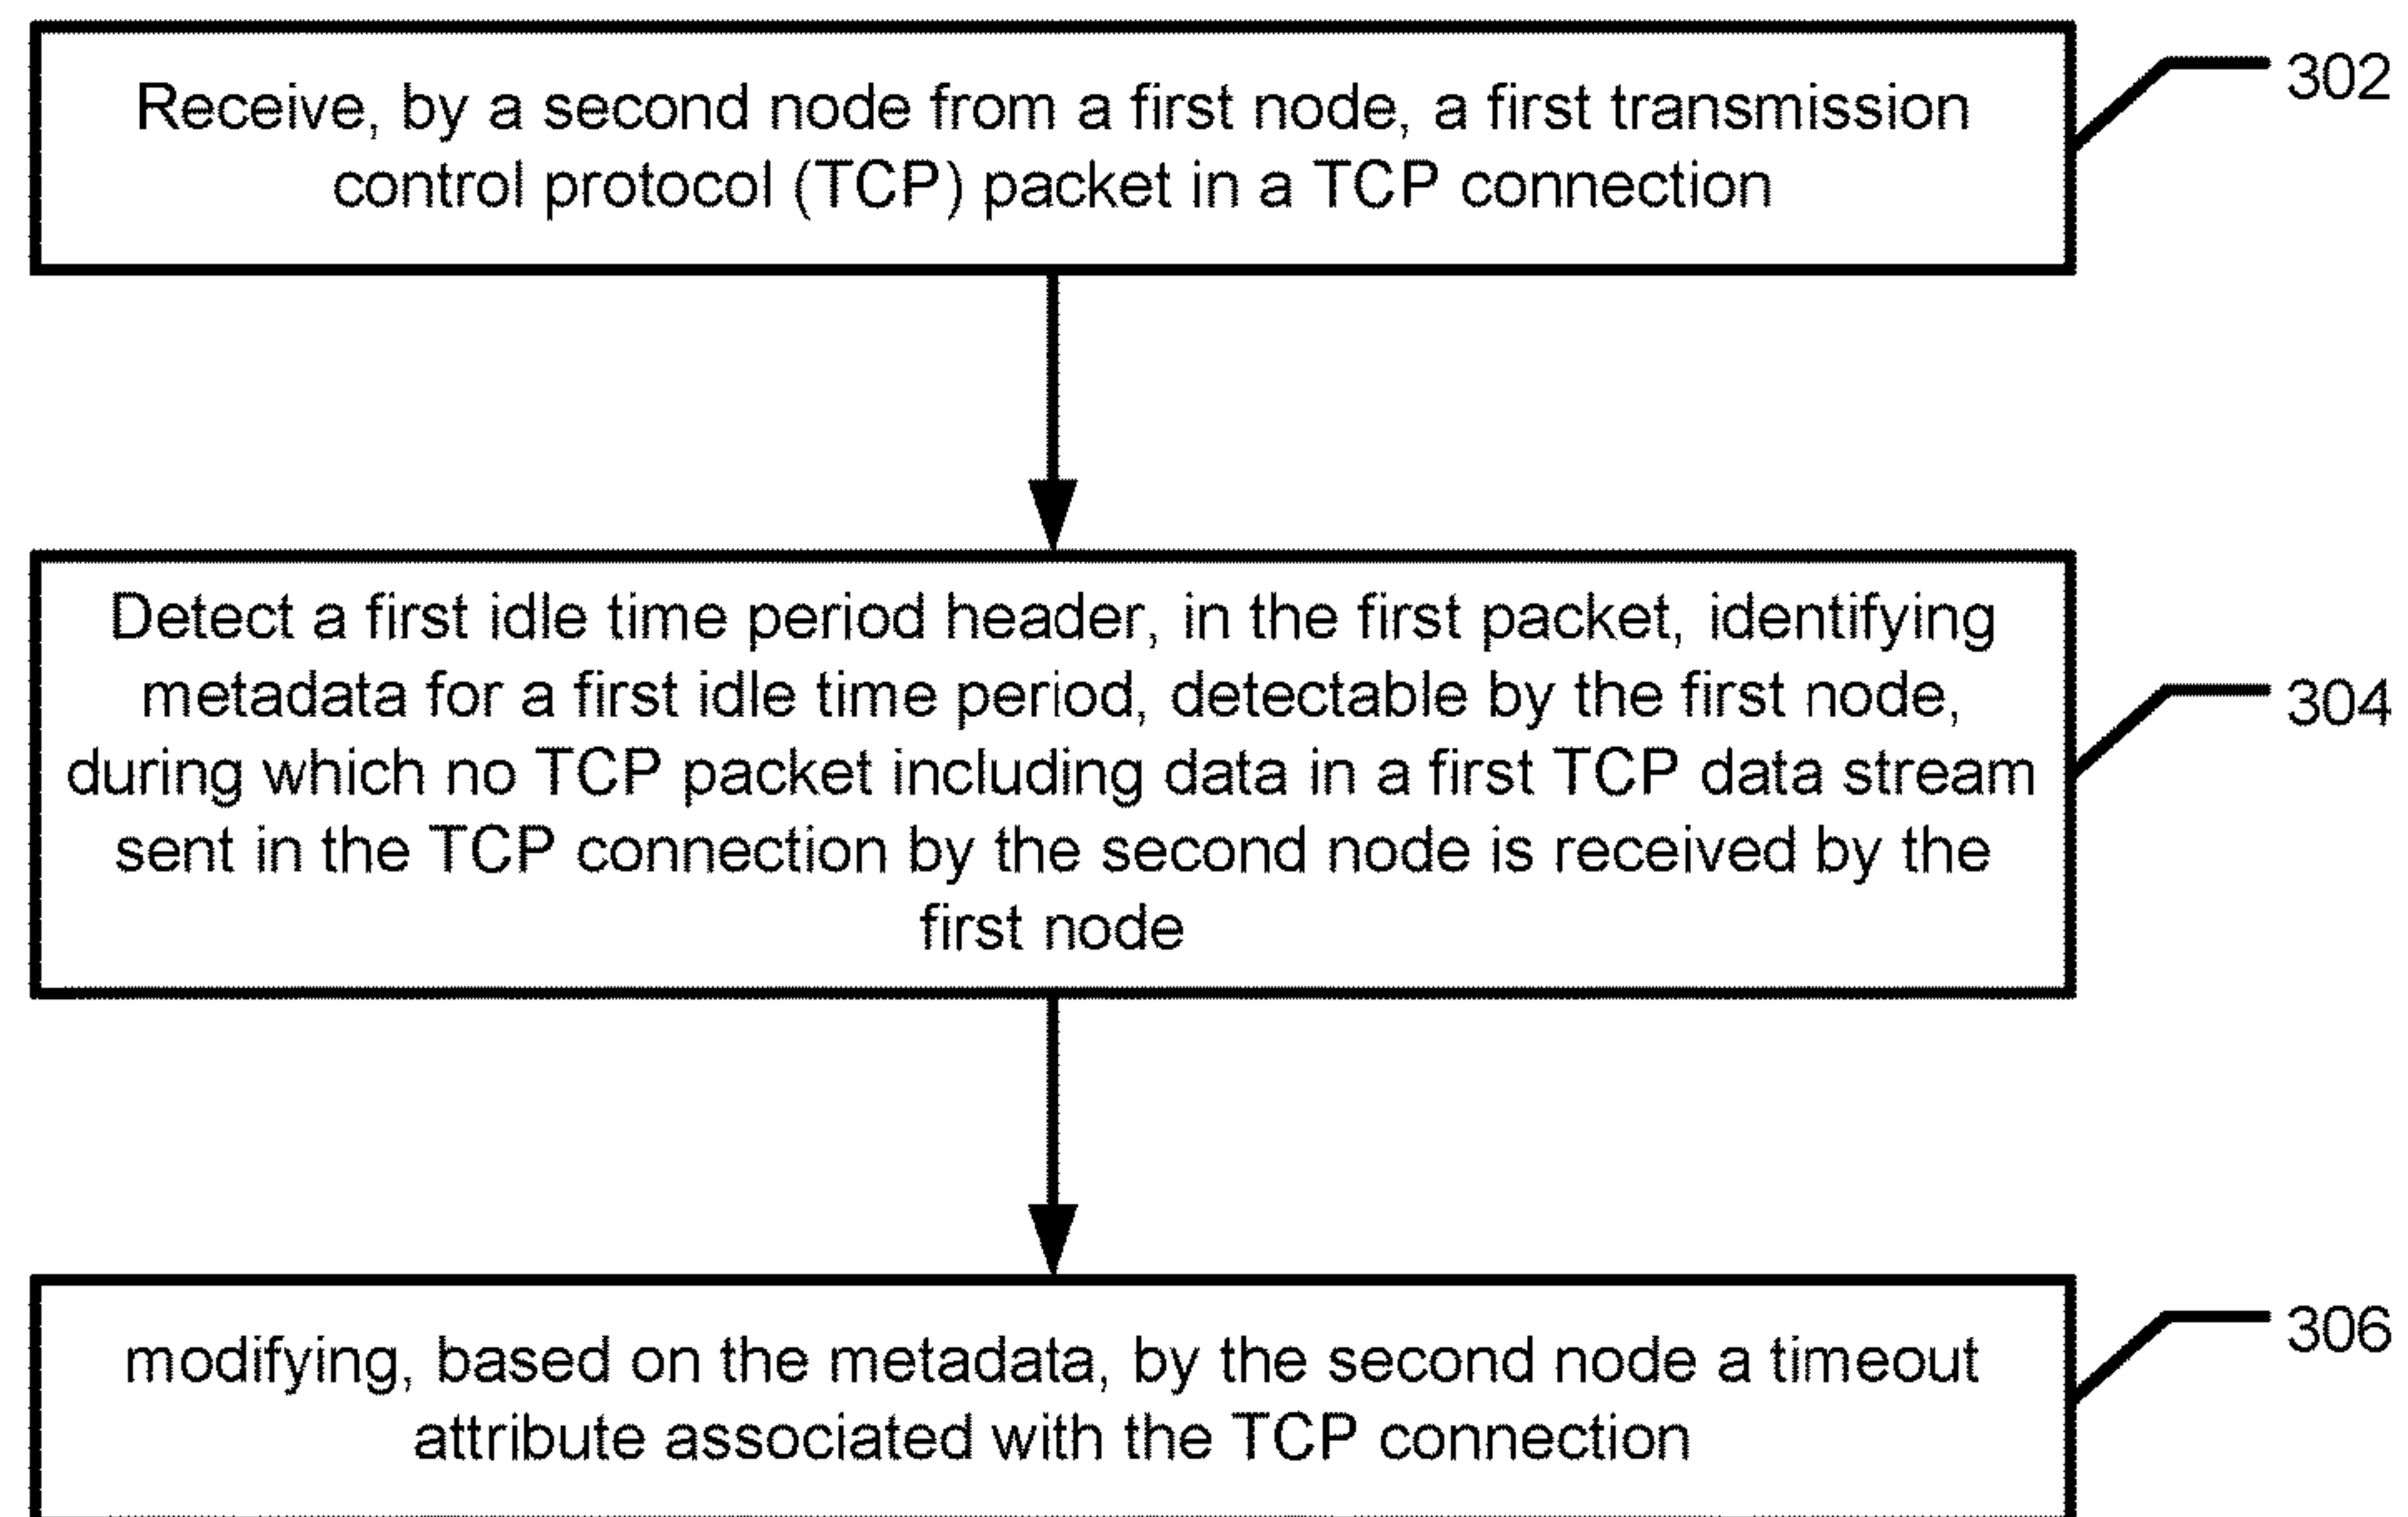 Receive, by a second node from a first node, a first transmission
control protocol (TCP) packet in a TCP connection
302
Detect a first idle time period header, in the first packet, identifying
metadata for a first idle time period, detectable by the first node,
during which no TCP packet including data in a first TCP data stream
sent in the TCP connection by the second node is received by the
first node
304
modifying, based on the metadata, by the second node a timeout
attribute associated with the TCP connection
306